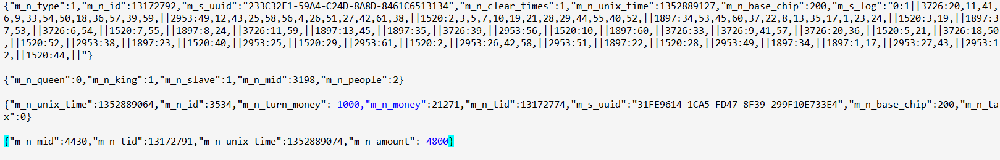 {"m_n_type":1,"m_n_id":13172792,"m_s_uuid":"233C32E1-59A4-C24D-8A8D-8461C6513134","m_n_clear_times":1,"m_n_unix_time":1352889127,"m_n_base_chip":200,"m_s_log":"0:1||3726:20,11,41,
6,9,33,54,50,18,36,57,39,59,||2953:49,12,43,25,58,56,4,26,51,27,42,61,38,||1520:2,3,5,7,10,19,21,28,29,44,55,40,52,||1897:34,53,45,60,37,22,8,13,35,17,1,23,24,||1520:3,19,||1897:3
7,53,||3726:6,54,||1520:7,55,||1897:8,24,||3726:11,59,||1897:13,45,||1897:35,||3726:39,||2953:56,||1520:10,||1897:60,||3726:33,||3726:9,41,57,||3726:20,36,||1520:5,21,||3726:18,50
,||1520:52,||2953:38,||1897:23,||1520:40,||2953:25,||1520:29,||2953:61,||1520:2,||2953:26,42,58,||2953:51,||1897:22,||1520:28,||2953:49,||1897:34,||1897:1,17,||2953:27,43,||2953:1
2,||1520:44,||"}
{"m_n_queen":0,"m_n_king":1,"m_n_slave":1,"m_n_mid":3198,"m_n_people":2}
{"m_n_unix_time":1352889064,"m_n_id":3534,"m_n_turn_money":-1000,"m_n_money":21271,"m_n_tid":13172774,"m_s_uuid":"31FE9614-1CA5-FD47-8F39-299F10E733E4","m_n_base_chip":200,"m_n_ta
x":0}
{"m_n_mid":4430,"m_n_tid":13172791,"m_n_unix_time":1352889074,"m_n_amount":-4800}